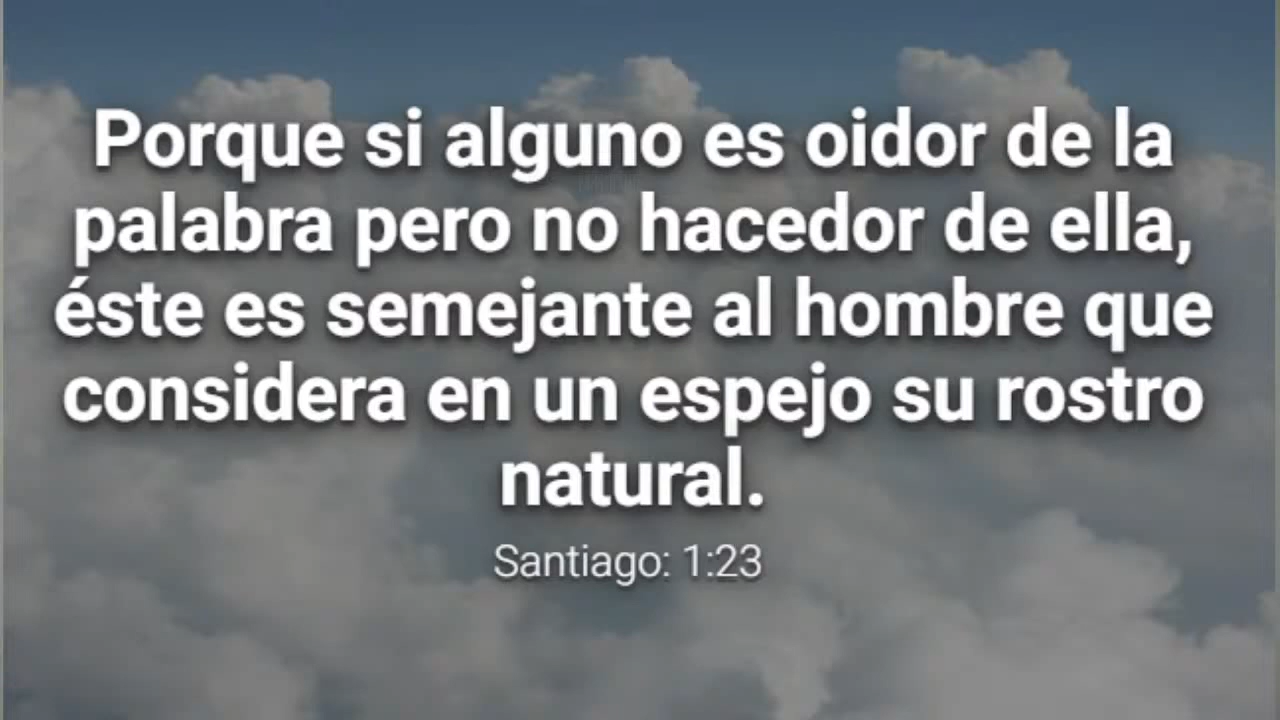 Porque si alguno es oidor de la
palabra pero no hacedor de ella,
éste es semejante al hombre que
considera en un espejo su rostro
natural.
Santiago: 1:23